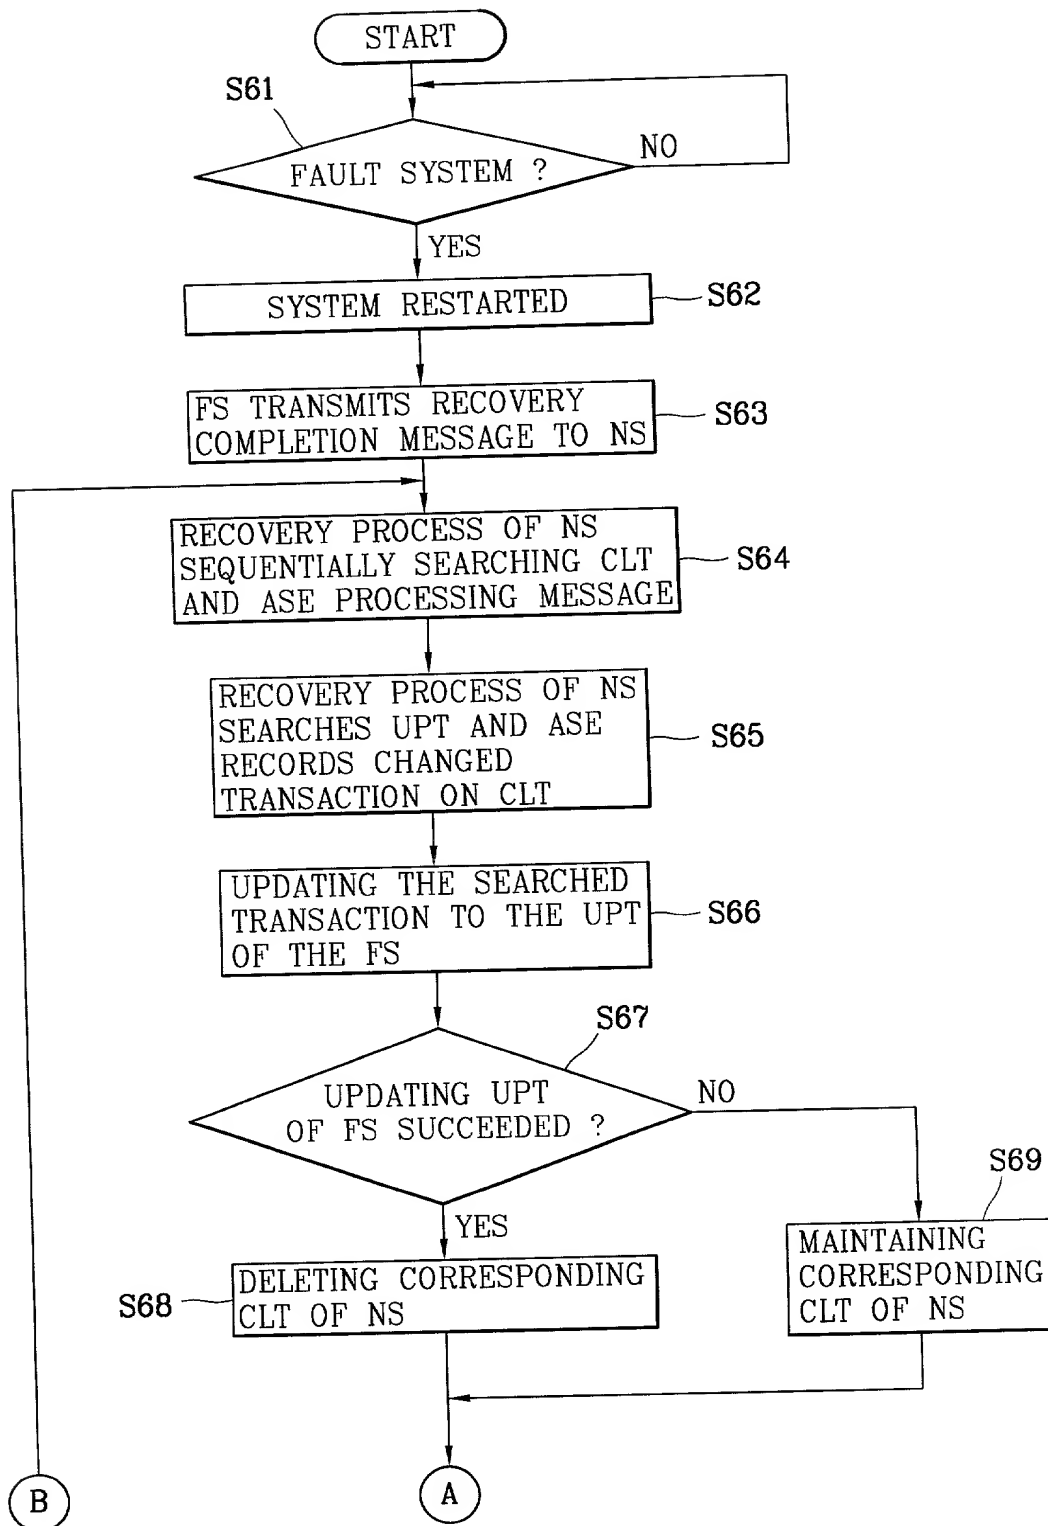 START
S61
FAULT SYSTEM ?
NO
YES
SYSTEM RESTARTED
S62
FS TRANSMITS RECOVERY
COMPLETION MESSAGE TO NS
S63
RECOVERY PROCESS OF NS
SEQUENTIALLY SEARCHING CLT
AND ASE PROCESSING MESSAGE
S64
RECOVERY PROCESS OF NS
SEARCHES UPT AND ASE
RECORDS CHANGED
TRANSACTION ON CLT
S65
UPDATING THE SEARCHED
TRANSACTION TO THE UPT
OF THE FS
S66
S67
UPDATING UPT
OF FS SUCCEEDED ?
NO
YES
S69
DELETING CORRESPONDING
CLT OF NS
S68
MAINTAINING
CORRESPONDING
CLT OF NS
B
A